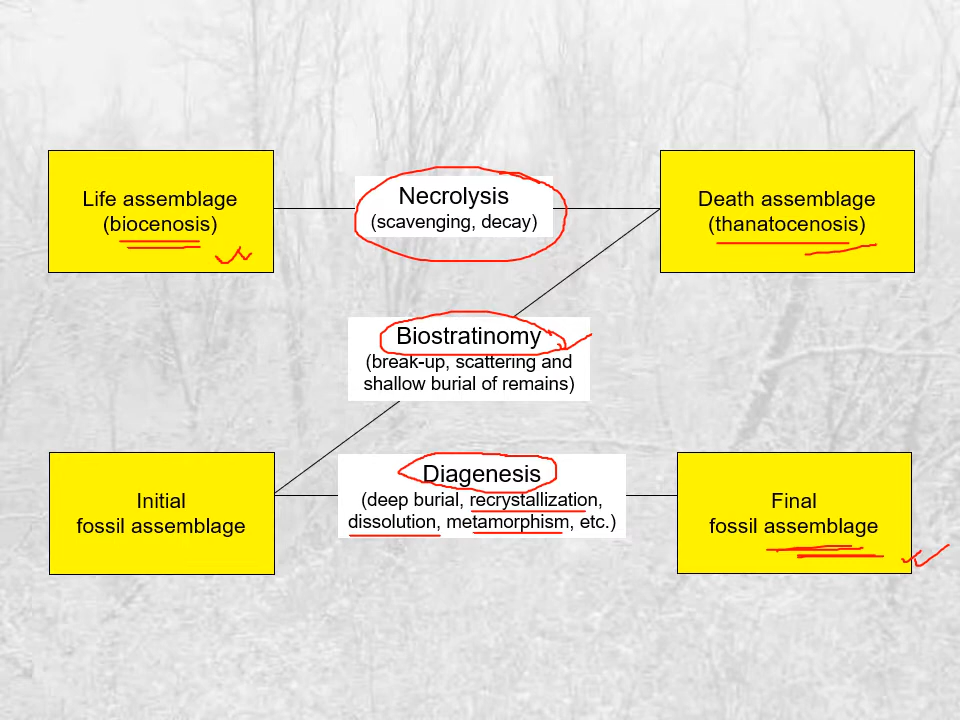 Life assemblage
(biocenosis)
Necrolysis
(scavenging, decay)
Death assemblage
(thanatocenosis)
Biostratinomy
(break-up, scattering and
shallow burial of remains)
Initial
fossil assemblage
Diagenesis
(deep burial, recrystallization,
dissolution, metamorphism, etc.)
Final
fossil assemblage